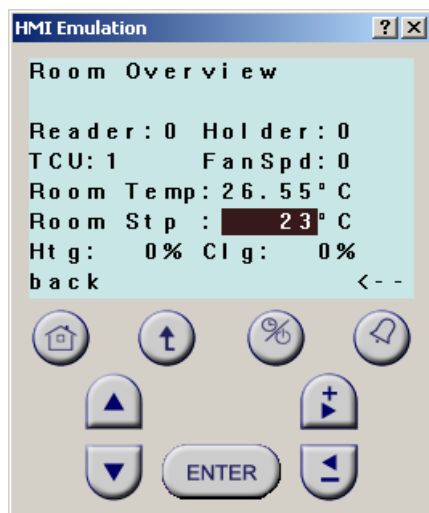 HMI Emulation
Room Overview
Reader: 0 Holder: 0
TCU: 1 FanSpd: 0
Room Temp: 26.55° C
Room Stp : 23° C
Htg: 0% Clg: 0%
back <--
ENTER